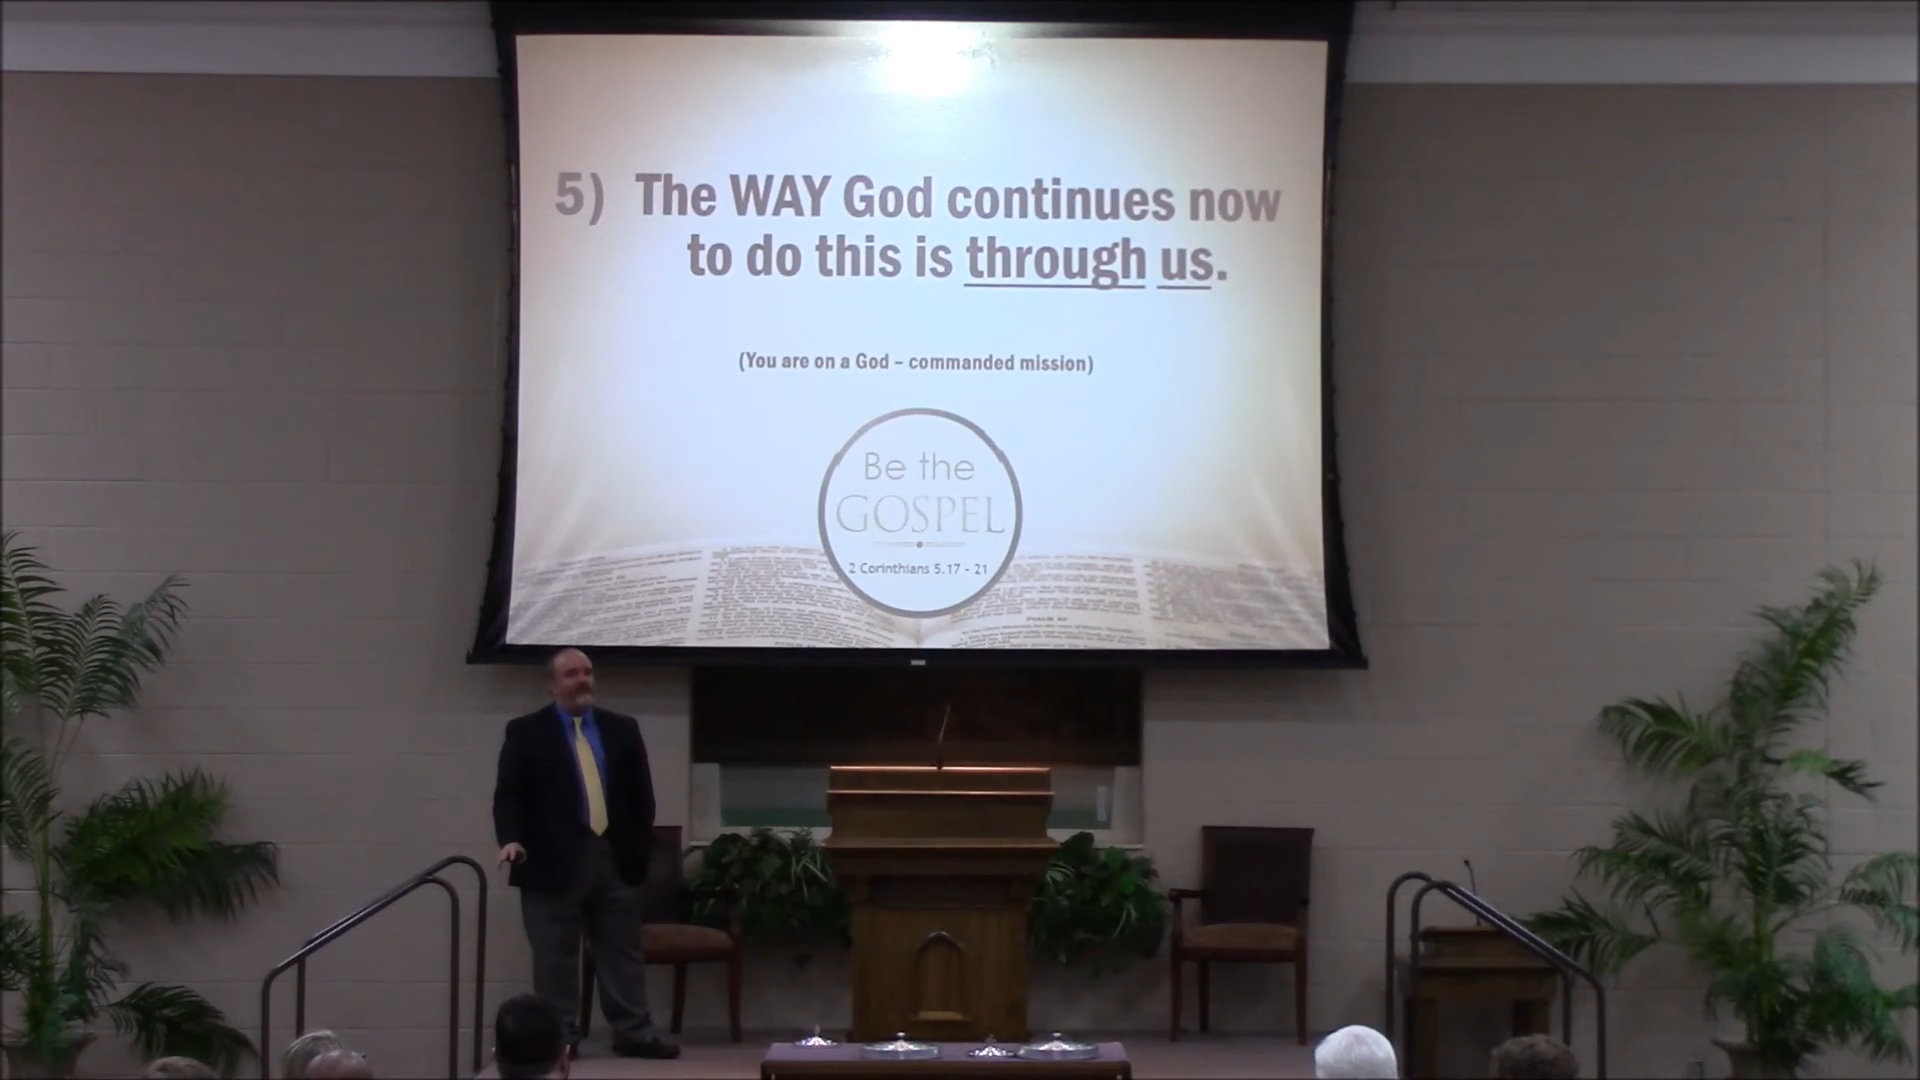 5) The WAY God continues now
to do this is through us.
(You are on a God – commanded mission)
Be the
GOSPEL
2 Corinthians 5.17 - 21